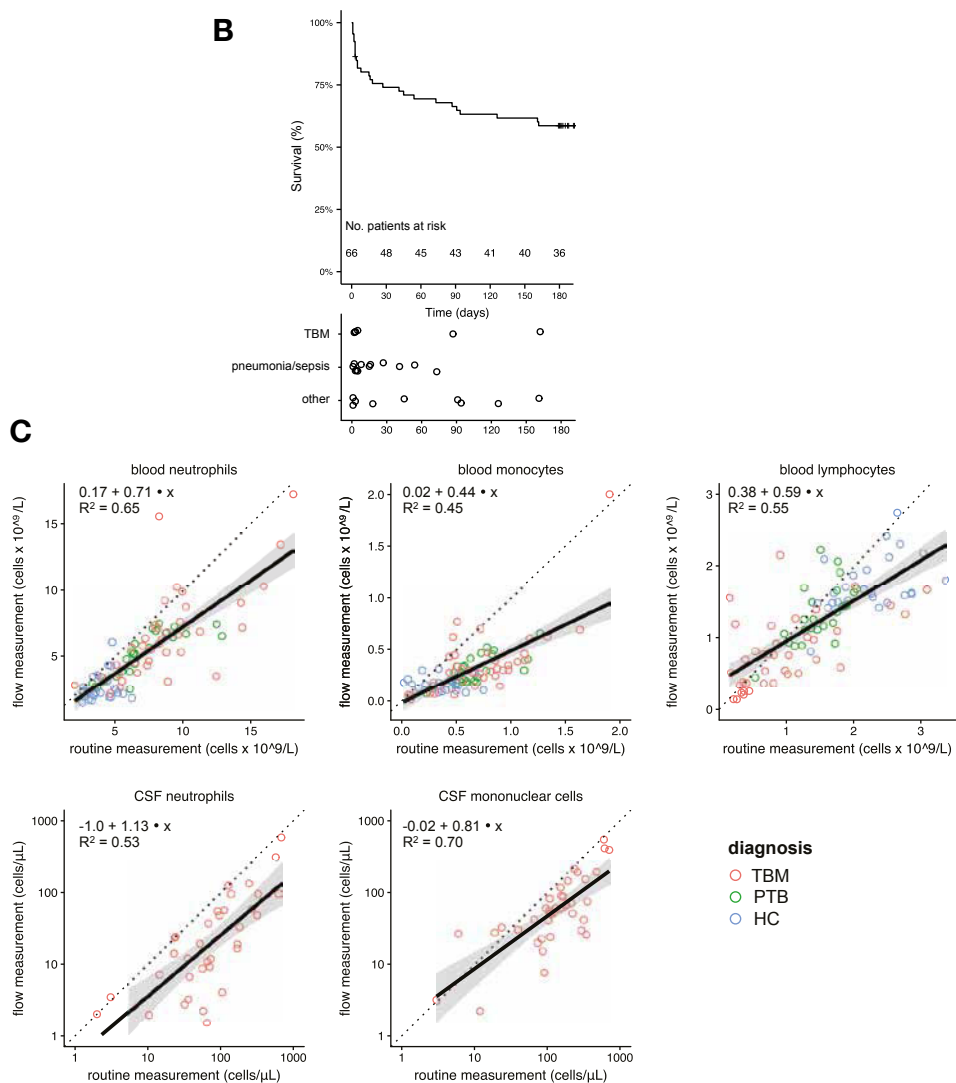 B
100%
75%
50%
25%
0%
Survival (%)
No. patients at risk
66 48 45 43 41 40 36
0 30 60 90 120 150 180
Time (days)
TBM
pneumonia/sepsis
other
0 30 60 90 120 150 180
C
blood neutrophils
0.17 + 0.71 • x
R² = 0.65
15
10
5
flow measurement (cells x 10^9 /L)
5 10 15
routine measurement (cells x 10^9/L)
blood monocytes
0.02 + 0.44 • x
R² = 0.45
2.0
1.5
1.0
0.5
0.0
flow measurement (cells x 10^9 /L)
0.0 0.5 1.0 1.5 2.0
routine measurement (cells x 10^9/L)
blood lymphocytes
0.38 + 0.59 • x
R² = 0.55
3
2
1
0
flow measurement (cells x 10^9/L)
1 2 3
routine measurement (cells x 10^9/L)
CSF neutrophils
-1.0 + 1.13 • x
R² = 0.53
1000
100
10
1
flow measurement (cells/µL)
1 10 100 1000
routine measurement (cells/µL)
CSF mononuclear cells
-0.02 + 0.81 • x
R² = 0.70
1000
100
10
1
flow measurement (cells/µL)
1 10 100 1000
routine measurement (cells/µL)
diagnosis
TBM
PTB
HC